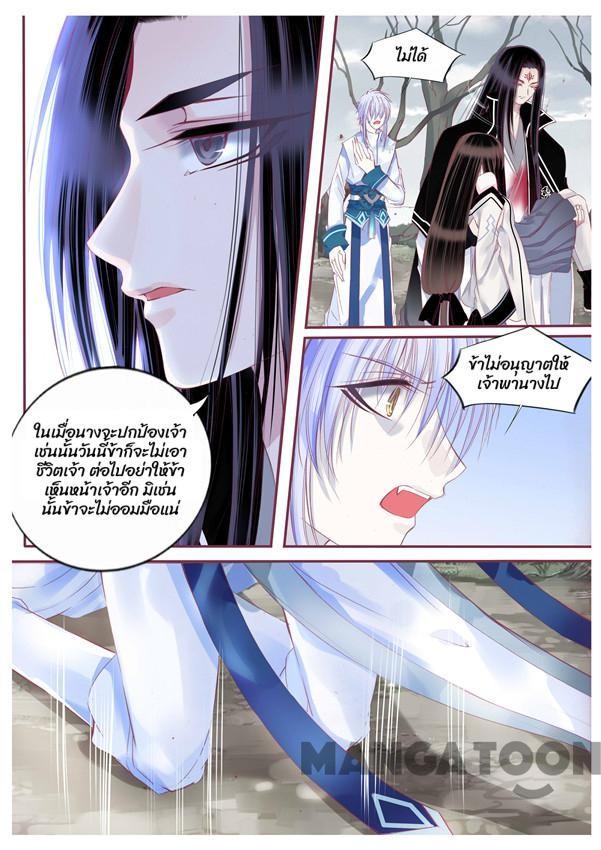 ไม่ได้
ข้าไม่อนุญาตให้
เจ้าพานางไป
ในเมื่อนางจะปกป้องเจ้า
เช่นนั้นวันนี้ข้าก็จะไม่เอา
ชีวิตเจ้า ต่อไปอย่าให้ข้า
เห็นหน้าเจ้าอีก มิเช่น
นั้นข้าจะไม่ออมมือแน่
MANGATOON